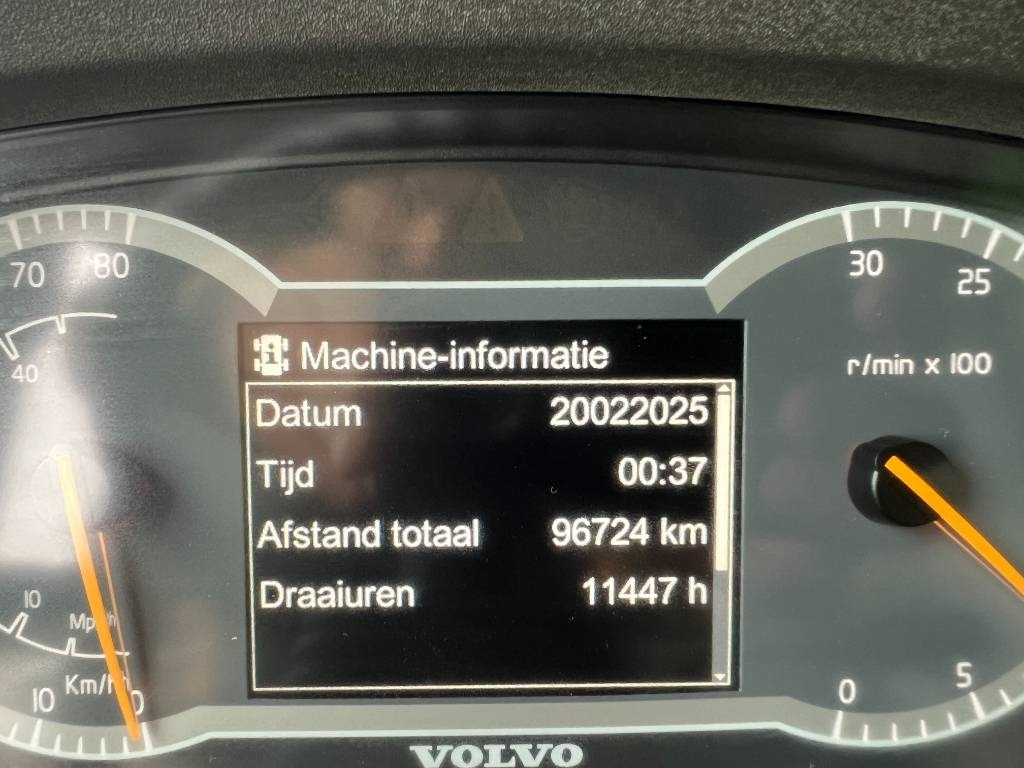 70 80
30
25
40
r/min x 100
Machine-informatie
Datum 20022025
Tijd 00:37
Afstand totaal 96724 km
Draaiuren 11447 h
10
10
0
0
5
VOLVO